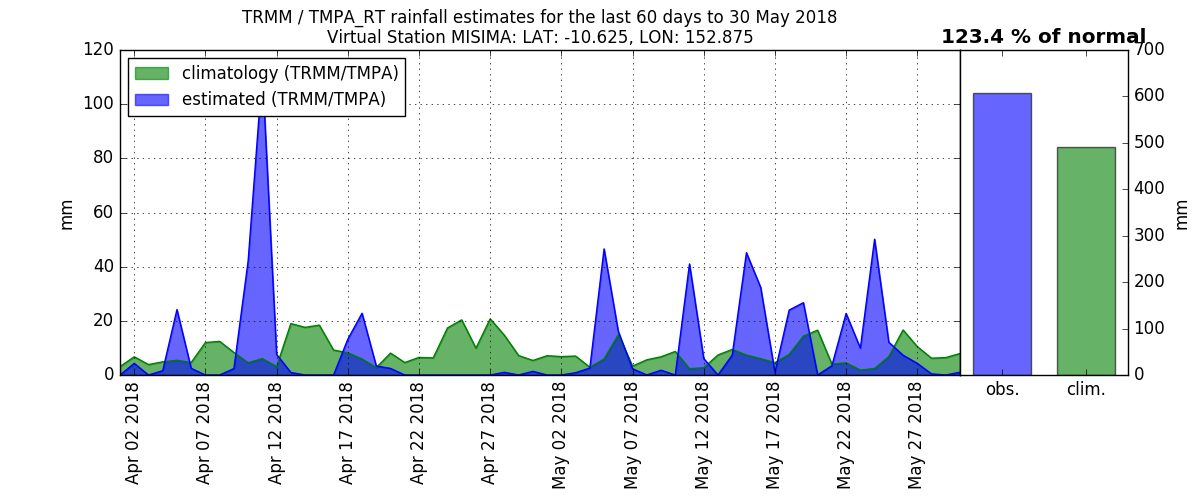 TRMM / TMPA_RT rainfall estimates for the last 60 days to 30 May 2018
Virtual Station MISIMA: LAT: -10.625, LON: 152.875
123.4 % of normal
climatology (TRMM/TMPA)
estimated (TRMM/TMPA)
120
100
80
60
40
20
0
mm
Apr 02 2018
Apr 07 2018
Apr 12 2018
Apr 17 2018
Apr 22 2018
Apr 27 2018
May 02 2018
May 07 2018
May 12 2018
May 17 2018
May 22 2018
May 27 2018
700
600
500
400
300
200
100
0
mm
obs.
clim.